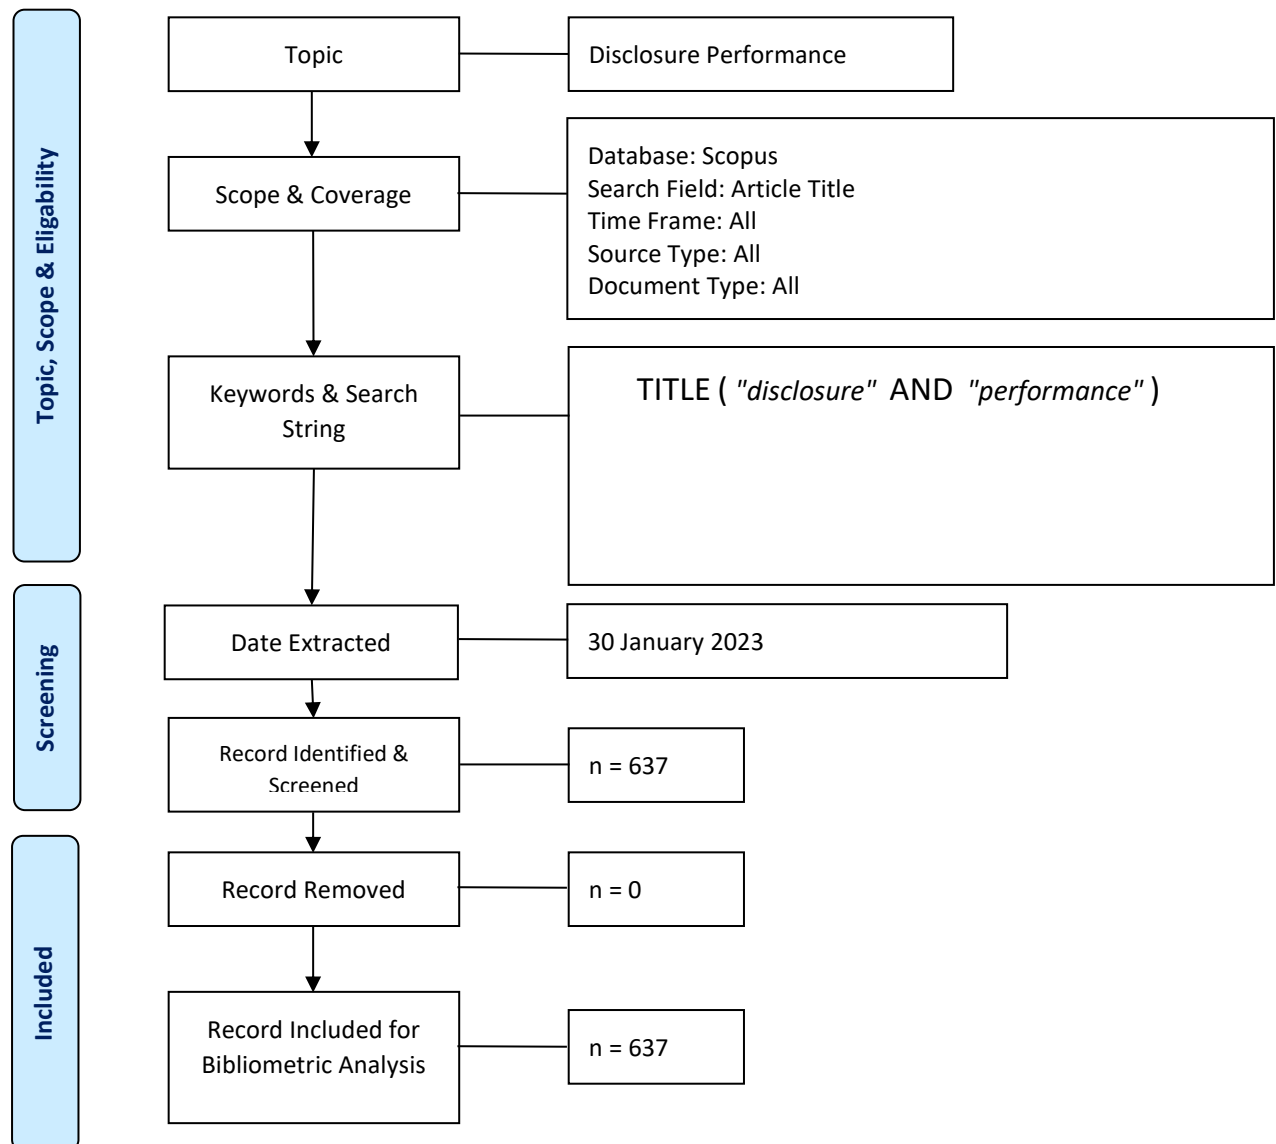 Topic, Scope & Eligability
Topic
Disclosure Performance
Scope & Coverage
Database: Scopus
Search Field: Article Title
Time Frame: All
Source Type: All
Document Type: All
Keywords & Search
String
TITLE ( "disclosure" AND "performance" )
Screening
Date Extracted
30 January 2023
Record Identified &
Screened
n = 637
Included
Record Removed
n = 0
Record Included for
Bibliometric Analysis
n = 637